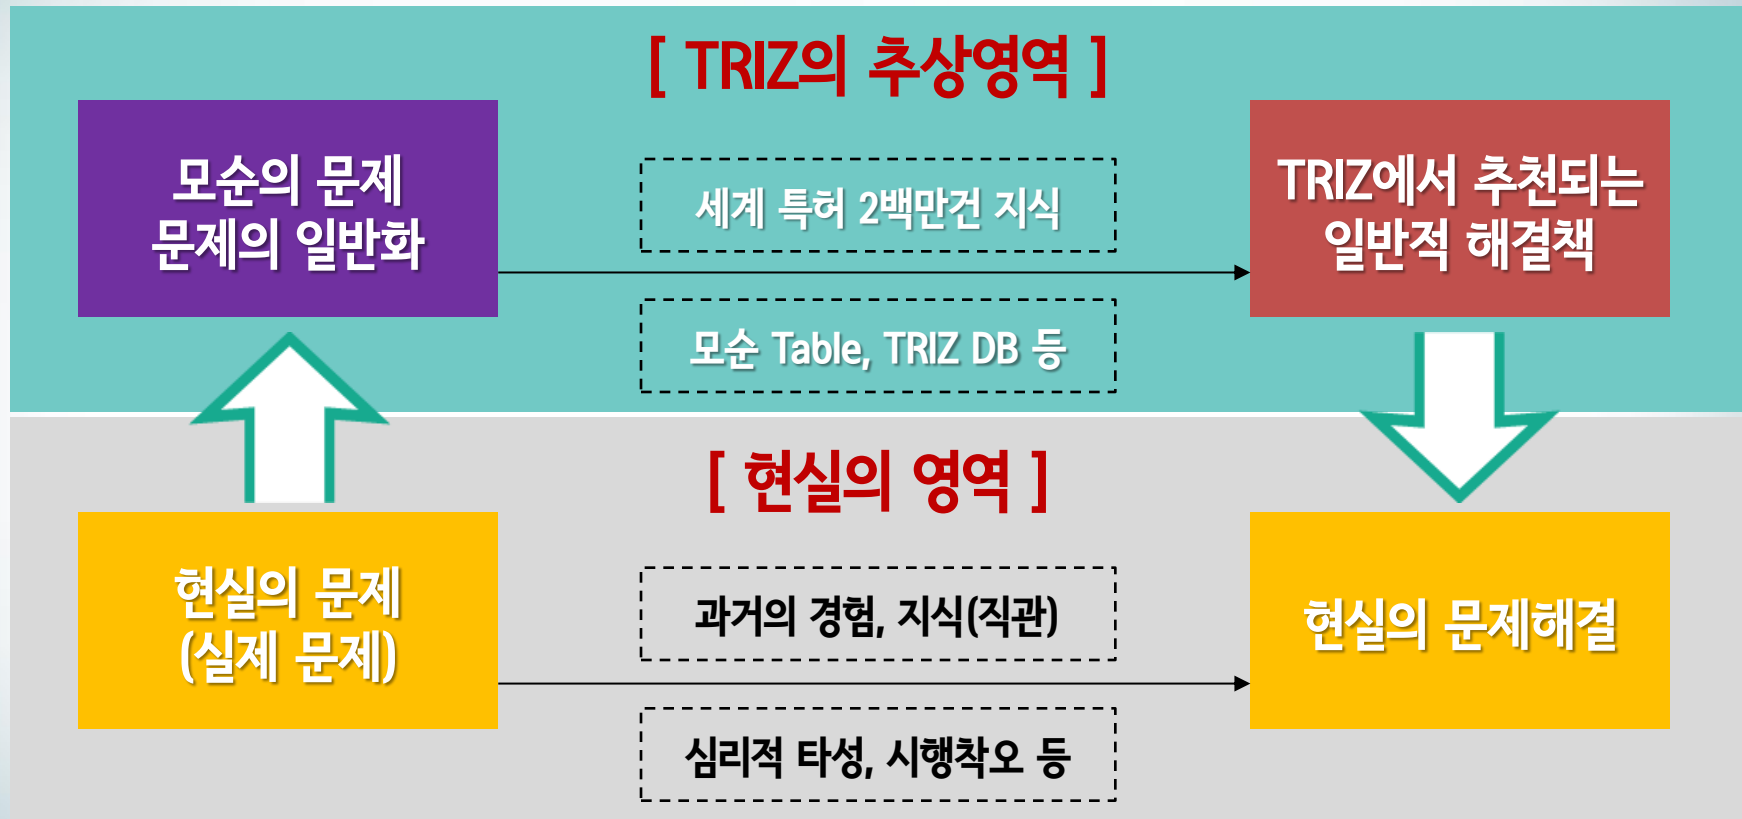 [ TRIZ의 추상영역 ]
모순의 문제
문제의 일반화
세계 특허 2백만건 지식
모순 Table, TRIZ DB 등
TRIZ에서 추천되는
일반적 해결책
[ 현실의 영역 ]
현실의 문제
(실제 문제)
과거의 경험, 지식(직관)
심리적 타성, 시행착오 등
현실의 문제해결